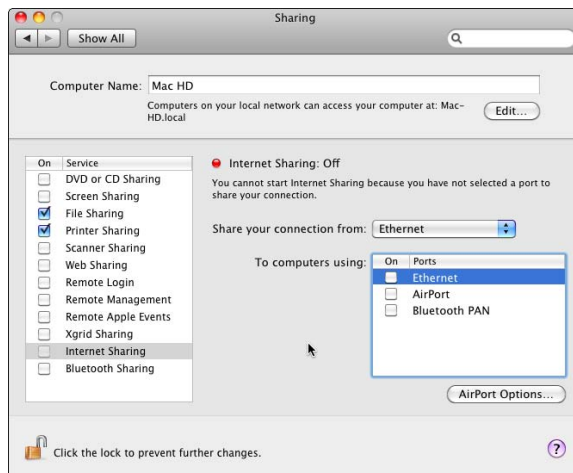 Sharing
Show All
Computer Name: Mac HD
Computers on your local network can access your computer at: Mac-
HD.local
Edit...
On Service
DVD or CD Sharing
Screen Sharing
File Sharing
Printer Sharing
Scanner Sharing
Web Sharing
Remote Login
Remote Management
Remote Apple Events
Xgrid Sharing
Internet Sharing
Bluetooth Sharing
Internet Sharing: Off
You cannot start Internet Sharing because you have not selected a port to
share your connection.
Share your connection from: Ethernet
To computers using:
On Ports
Ethernet
AirPort
Bluetooth PAN
AirPort Options...
Click the lock to prevent further changes.
?